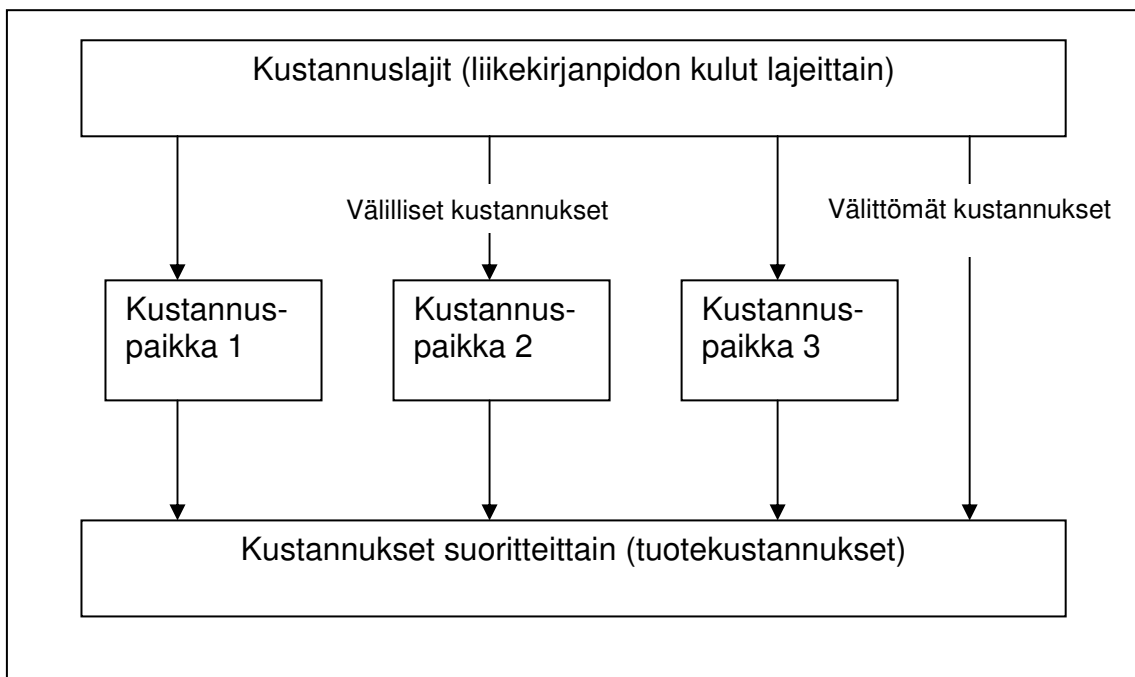 Kustannuslajit (liikekirjanpidon kulut lajeittain)
Välilliset kustannukset
Välittömät kustannukset
Kustannus-
paikka 1
Kustannus-
paikka 2
Kustannus-
paikka 3
Kustannukset suoritteittain (tuotekustannukset)